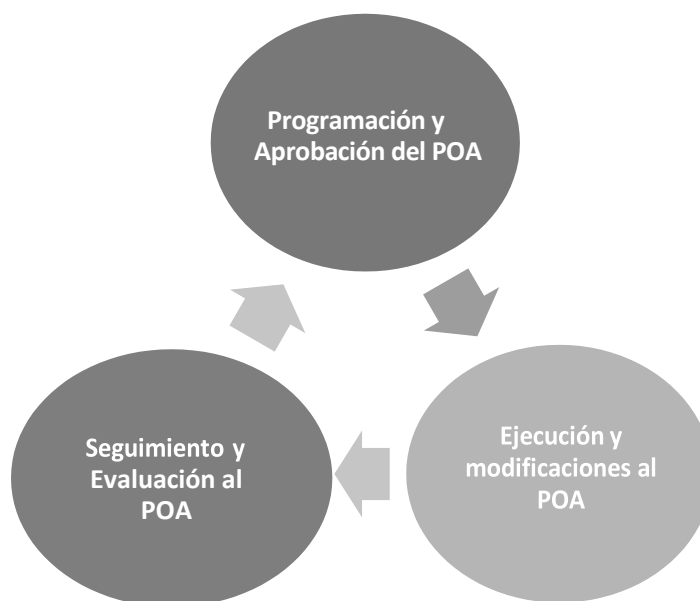 Programación y
Aprobación del POA
Ejecución y
modificaciones al
POA
Seguimiento y
Evaluación al
POA